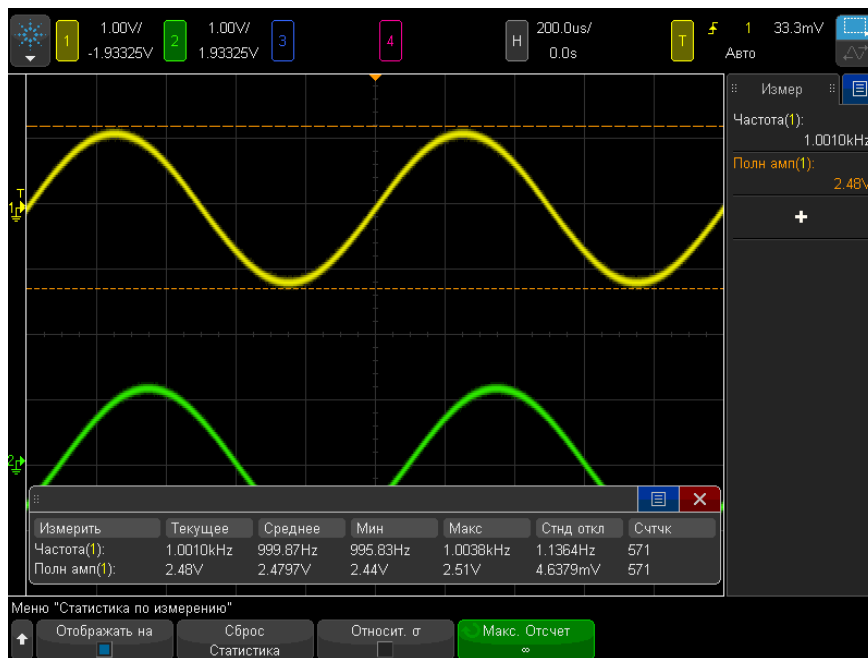 1 1.00V/ 2 1.00V/ 3 4 H 200.0us/ T 1 33.3mV
-1.93325V 1.93325V 0.0s Авто
Измер
Частота(1):
1.0010kHz
Полн амп(1):
2.48V
+
T
1
2
Измерить Текущее Среднее Мин Макс Стнд откл Счтчк
Частота(1): 1.0010kHz 999.87Hz 995.83Hz 1.0038kHz 1.1364Hz 571
Полн амп(1): 2.48V 2.4797V 2.44V 2.51V 4.6379mV 571
Меню "Статистика по измерению"
Отображать на Сброс Относит. σ Макс. Отсчет
Статистика ∞